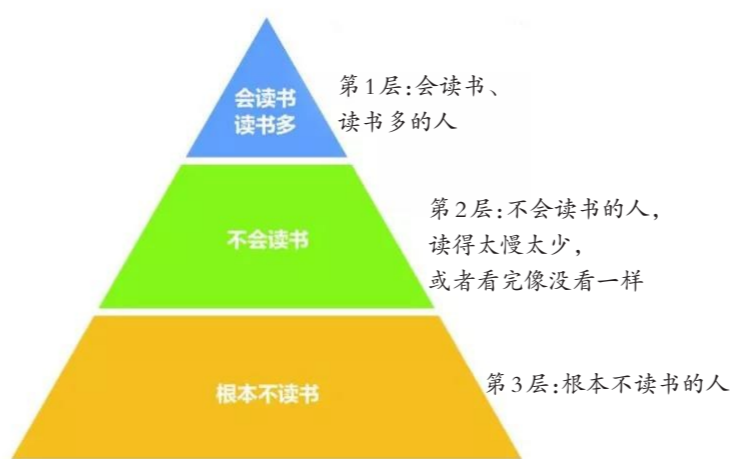 会读书
读书多
第1层:会读书、
读书多的人
不会读书
第2层:不会读书的人,
读得太慢太少,
或者看完像没看一样
根本不读书
第3层:根本不读书的人